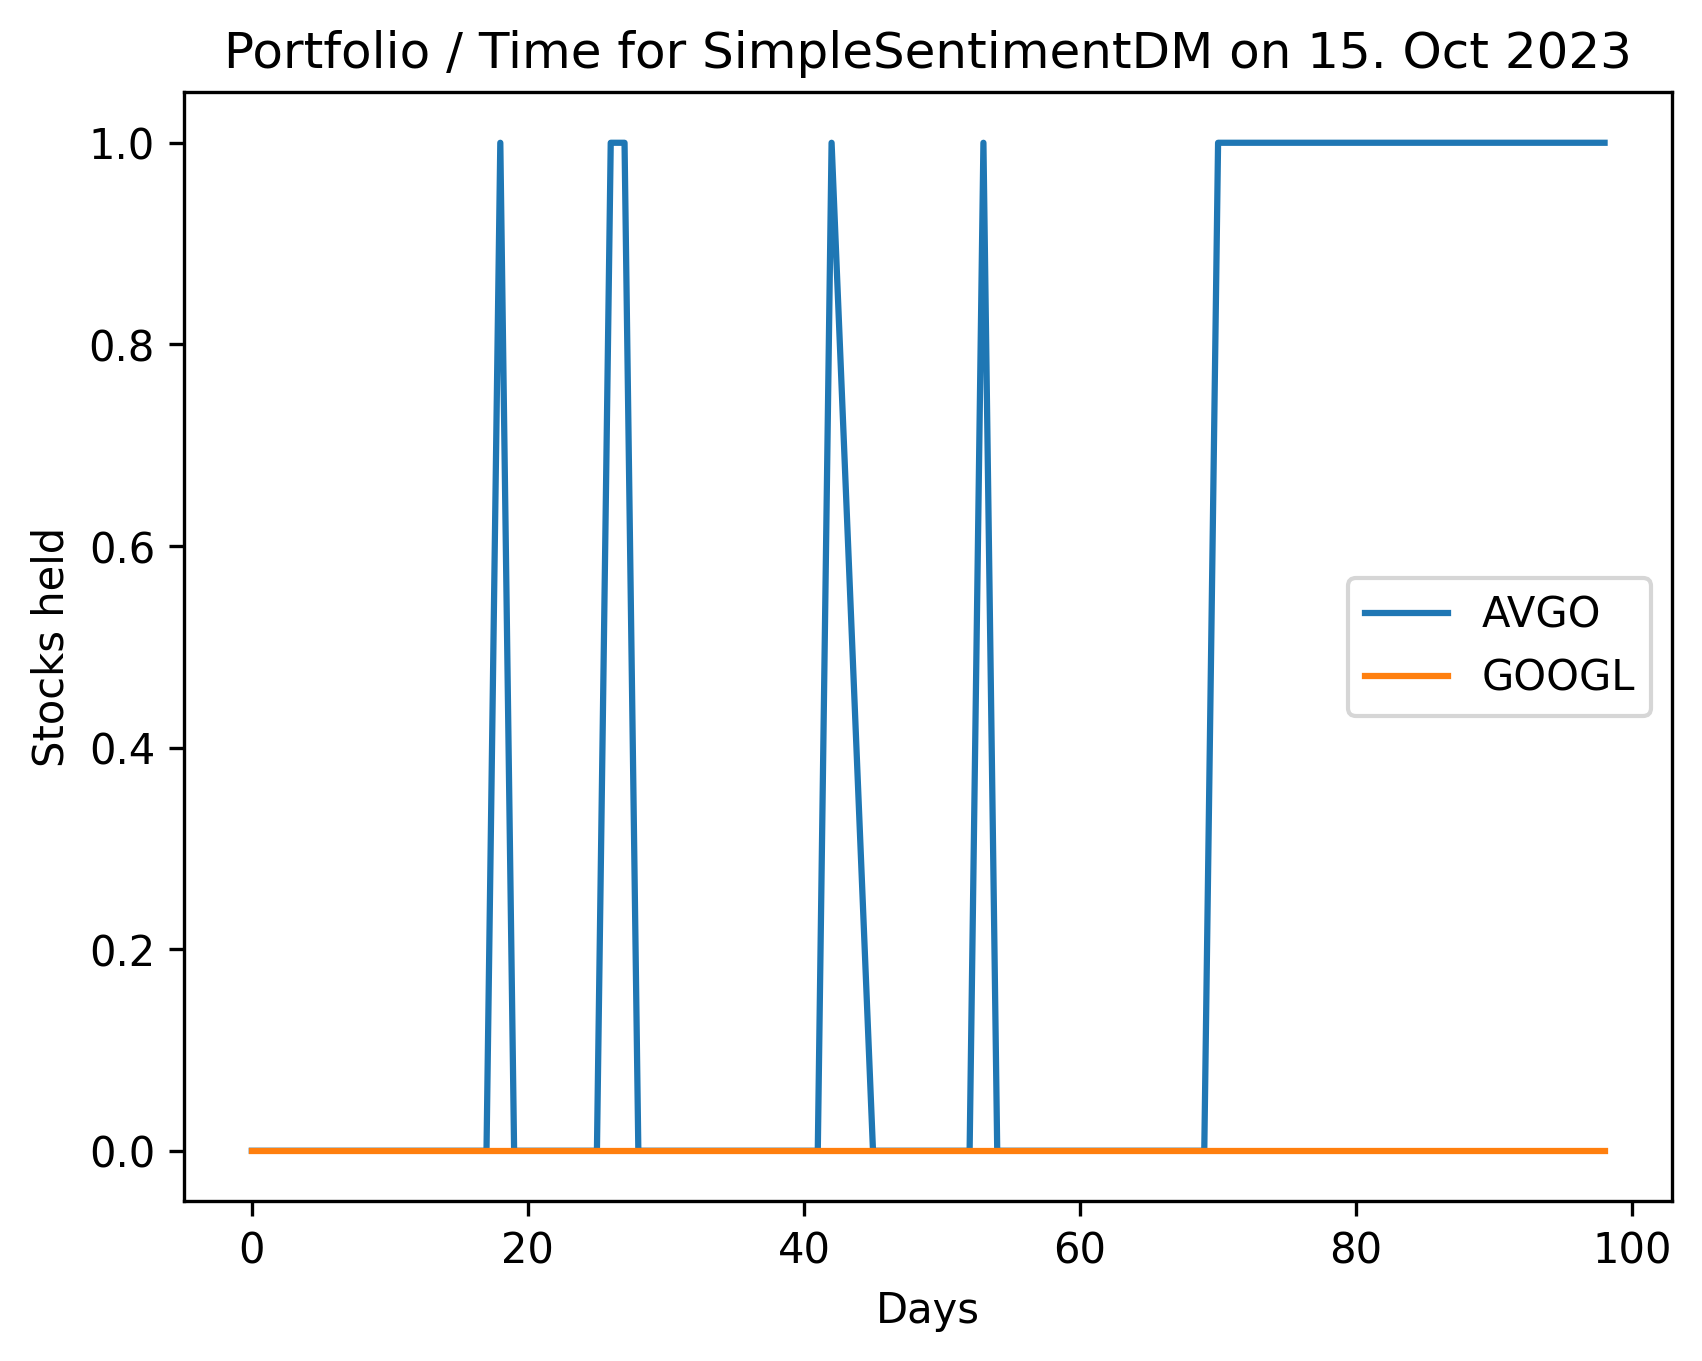 Portfolio / Time for SimpleSentimentDM on 15. Oct 2023
1.0
0.8
0.6
0.4
0.2
0.0
Stocks held
AVGO
GOOGL
0 20 40 60 80 100
Days